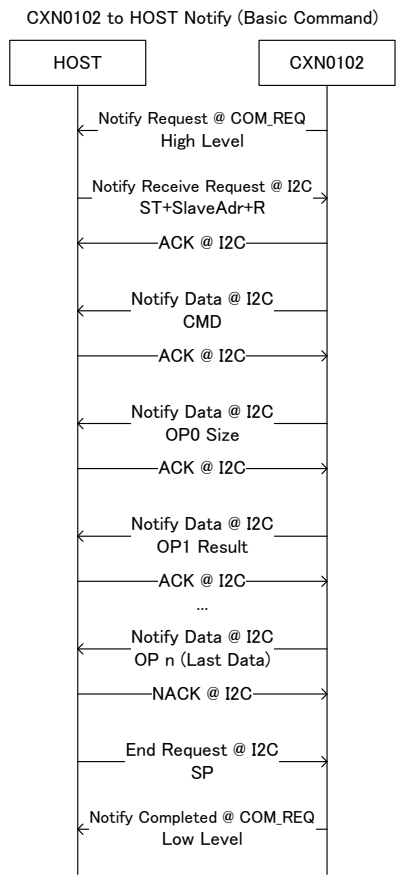 CXN0102 to HOST Notify (Basic Command)
HOST
CXN0102
Notify Request @ COM_REQ
High Level
Notify Receive Request @ I2C
ST+SlaveAdr+R
ACK @ I2C
Notify Data @ I2C
CMD
ACK @ I2C
Notify Data @ I2C
OP0 Size
ACK @ I2C
Notify Data @ I2C
OP1 Result
ACK @ I2C
...
Notify Data @ I2C
OP n (Last Data)
NACK @ I2C
End Request @ I2C
SP
Notify Completed @ COM_REQ
Low Level